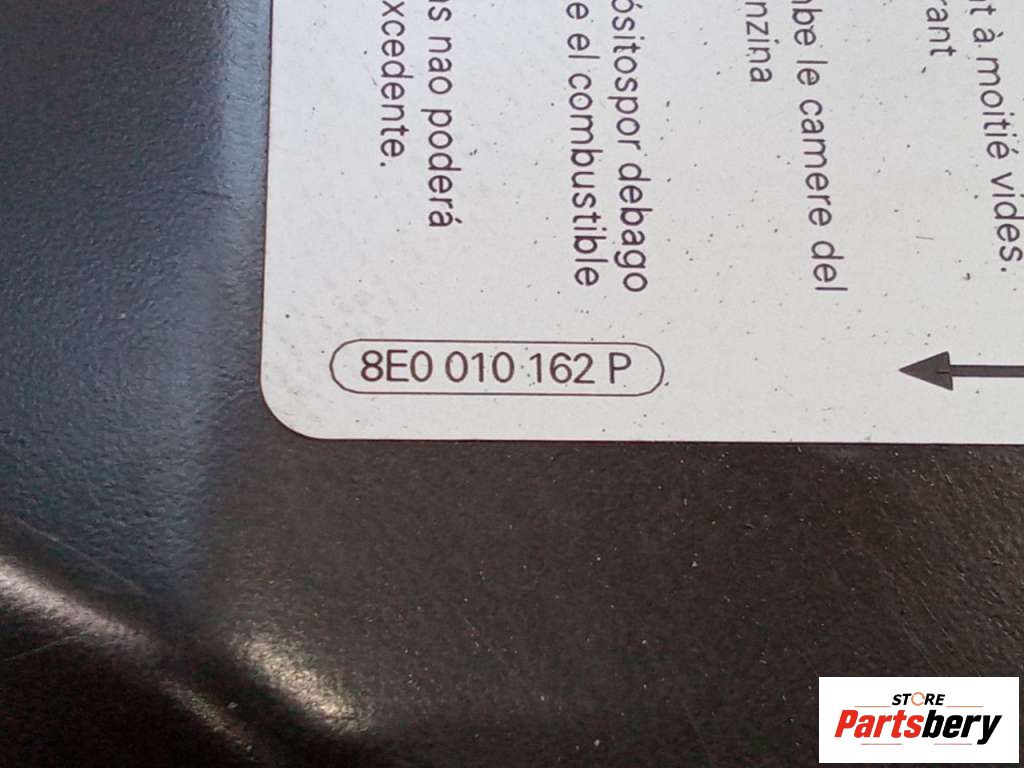 à moitié vides.
rant
le camere del
nzina
ósitospor debago
e el combustible
as nao poderá
xcedente.
8E0 010 162 P
STORE
Partsbery